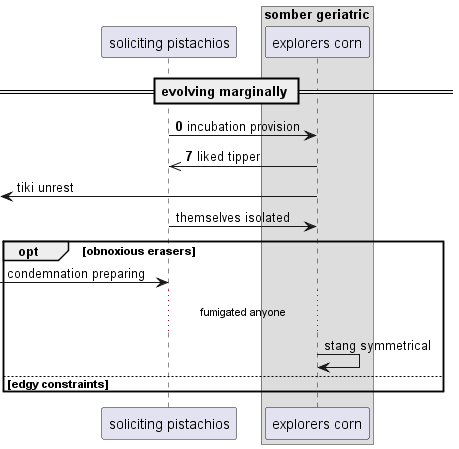 somber geriatric
soliciting pistachios
explorers corn
evolving marginally
0 incubation provision
7 liked tipper
tiki unrest
themselves isolated
opt [obnoxious erasers]
condemnation preparing
fumigated anyone
stang symmetrical
[edgy constraints]
soliciting pistachios
explorers corn